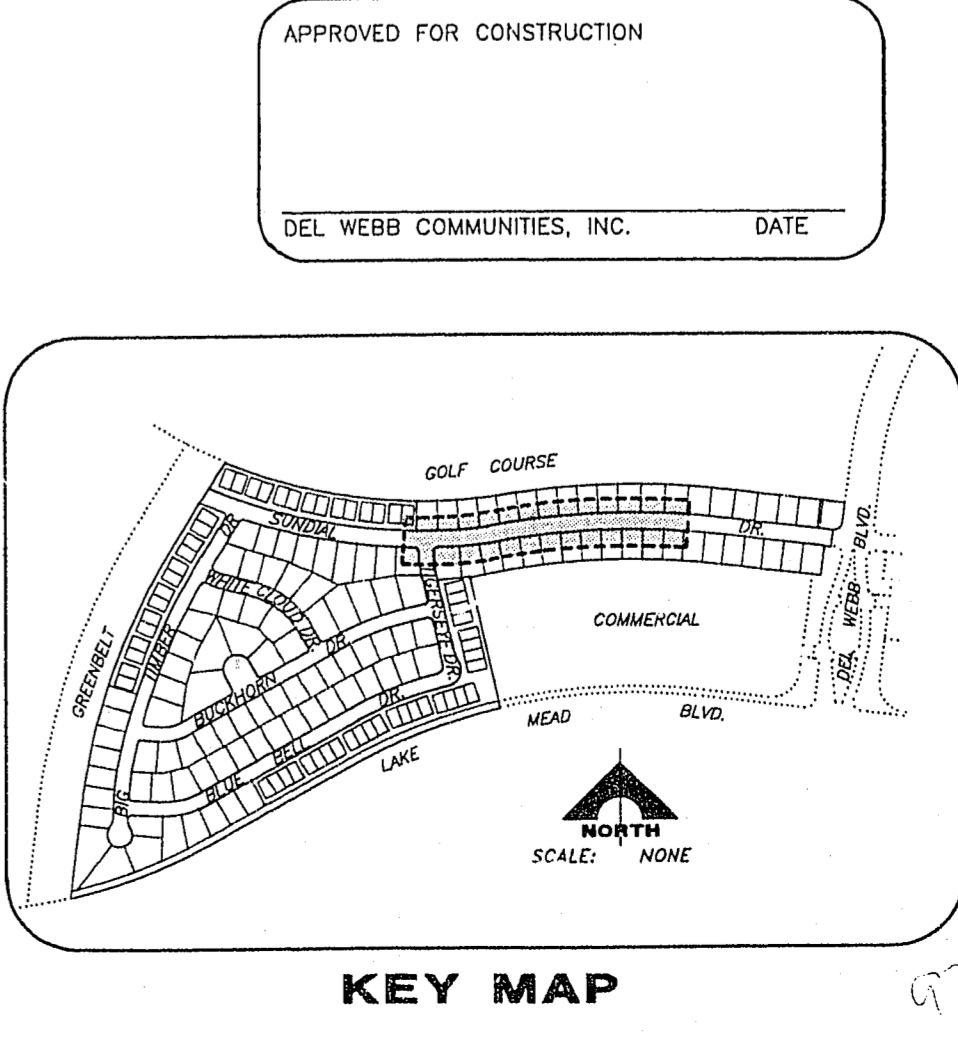 APPROVED FOR CONSTRUCTION
DEL WEBB COMMUNITIES, INC. DATE
GOLF COURSE
SUNDIAL DR.
DR.
WHITE CLOUD DR.
TIGERSEYE DR.
BIG TIMBER
GREENBELT
BUCKHORN DR.
BLUE BELL DR.
COMMERCIAL
DEL WEBB BLVD.
LAKE MEAD BLVD.
NORTH
SCALE: NONE
KEY MAP